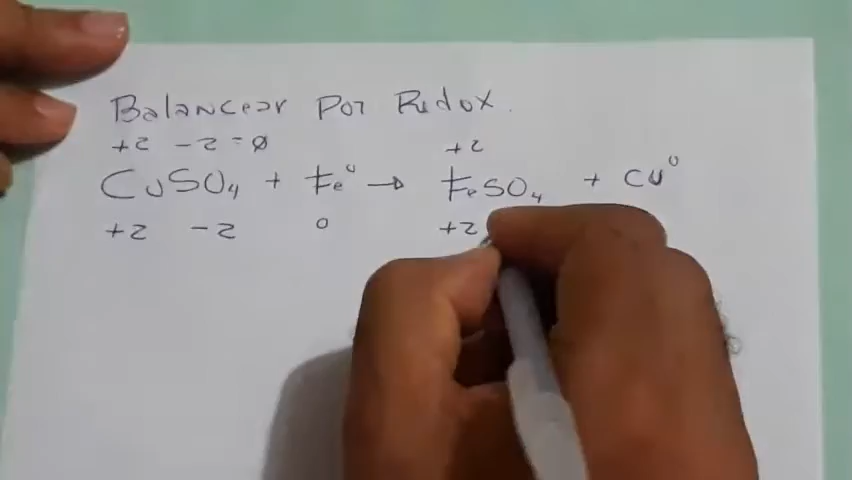 Balancear Por Redox.
+2 -2 = 0 +2
CuSO₄ + Fe⁰ → FeSO₄ + Cu⁰
+2 -2 0 +2